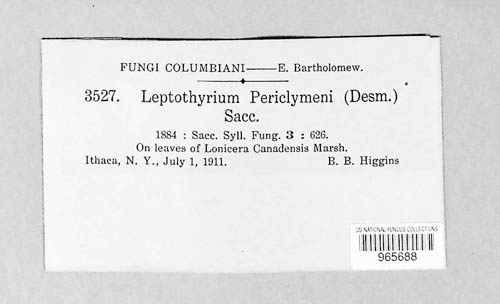 FUNGI COLUMBIANI——E. Bartholomew.
3527. Leptothyrium Periclymeni (Desm.)
Sacc.
1884 : Sacc. Syll. Fung. 3 : 626.
On leaves of Lonicera Canadensis Marsh.
Ithaca, N. Y., July 1, 1911. B. B. Higgins
US NATIONAL FUNGUS COLLECTIONS
965688